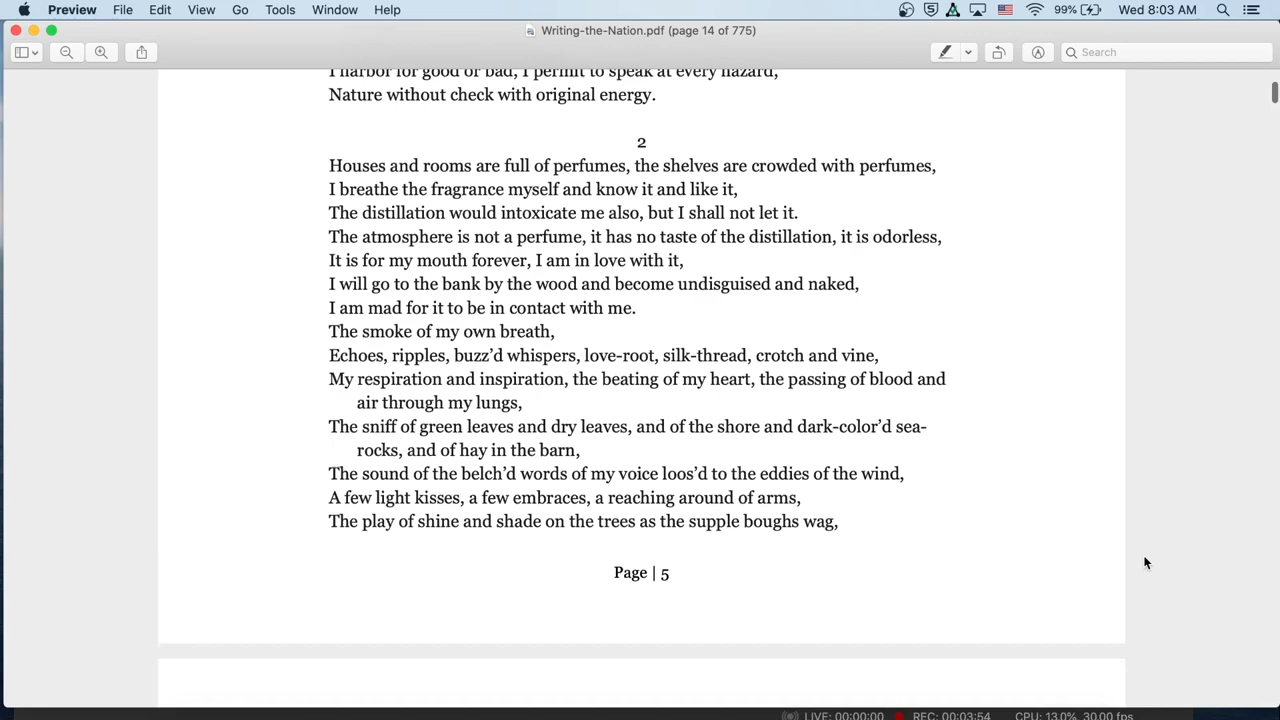 Preview File Edit View Go Tools Window Help 99% Wed 8:03 AM
Writing-the-Nation.pdf (page 14 of 775)
Search
I harbor for good or bad, I permit to speak at every hazard,
Nature without check with original energy.
2
Houses and rooms are full of perfumes, the shelves are crowded with perfumes,
I breathe the fragrance myself and know it and like it,
The distillation would intoxicate me also, but I shall not let it.
The atmosphere is not a perfume, it has no taste of the distillation, it is odorless,
It is for my mouth forever, I am in love with it,
I will go to the bank by the wood and become undisguised and naked,
I am mad for it to be in contact with me.
The smoke of my own breath,
Echoes, ripples, buzz’d whispers, love-root, silk-thread, crotch and vine,
My respiration and inspiration, the beating of my heart, the passing of blood and
air through my lungs,
The sniff of green leaves and dry leaves, and of the shore and dark-color’d sea-
rocks, and of hay in the barn,
The sound of the belch’d words of my voice loos’d to the eddies of the wind,
A few light kisses, a few embraces, a reaching around of arms,
The play of shine and shade on the trees as the supple boughs wag,
Page | 5
LIVE: 00:00:00 REC: 00:03:54 CPU: 13.0%, 30.00 fps